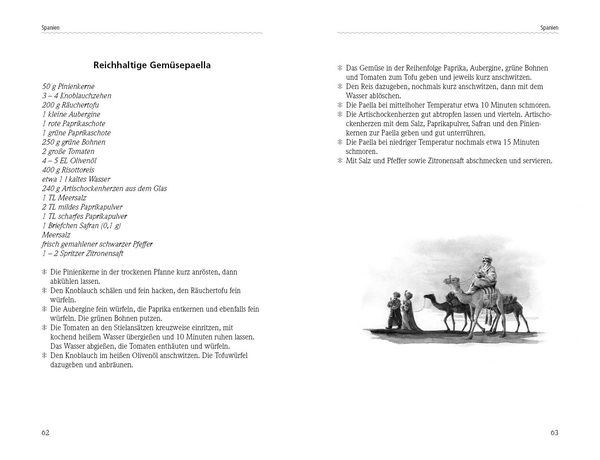 Spanien
Reichhaltige Gemüsepaella
50 g Pinienkerne
3 – 4 Knoblauchzehen
200 g Räuchertofu
1 kleine Aubergine
1 rote Paprikaschote
1 grüne Paprikaschote
250 g grüne Bohnen
2 große Tomaten
4 – 5 EL Olivenöl
400 g Risottoreis
etwa 1 l kaltes Wasser
240 g Artischockenherzen aus dem Glas
1 TL Meersalz
2 TL mildes Paprikapulver
1 TL scharfes Paprikapulver
1 Briefchen Safran (0,1 g)
Meersalz
frisch gemahlener schwarzer Pfeffer
1 – 2 Spritzer Zitronensaft
Die Pinienkerne in der trockenen Pfanne kurz anrösten, dann
abkühlen lassen.
Den Knoblauch schälen und fein hacken, den Räuchertofu fein
würfeln.
Die Aubergine fein würfeln, die Paprika entkernen und ebenfalls fein
würfeln. Die grünen Bohnen putzen.
Die Tomaten an den Stielansätzen kreuzweise einritzen, mit
kochend heißem Wasser übergießen und 10 Minuten ruhen lassen.
Das Wasser abgießen, die Tomaten enthäuten und würfeln.
Den Knoblauch im heißen Olivenöl anschwitzen. Die Tofuwürfel
dazugeben und anbräunen.
62
Spanien
Das Gemüse in der Reihenfolge Paprika, Aubergine, grüne Bohnen
und Tomaten zum Tofu geben und jeweils kurz anschwitzen.
Den Reis dazugeben, nochmals kurz anschwitzen, dann mit dem
Wasser ablöschen.
Die Paella bei mittelhoher Temperatur etwa 10 Minuten schmoren.
Die Artischockenherzen gut abtropfen lassen und vierteln. Artischo-
ckenherzen mit dem Salz, Paprikapulver, Safran und den Pinien-
kernen zur Paella geben und gut unterrühren.
Die Paella bei niedriger Temperatur nochmals etwa 15 Minuten
schmoren.
Mit Salz und Pfeffer sowie Zitronensaft abschmecken und servieren.
63